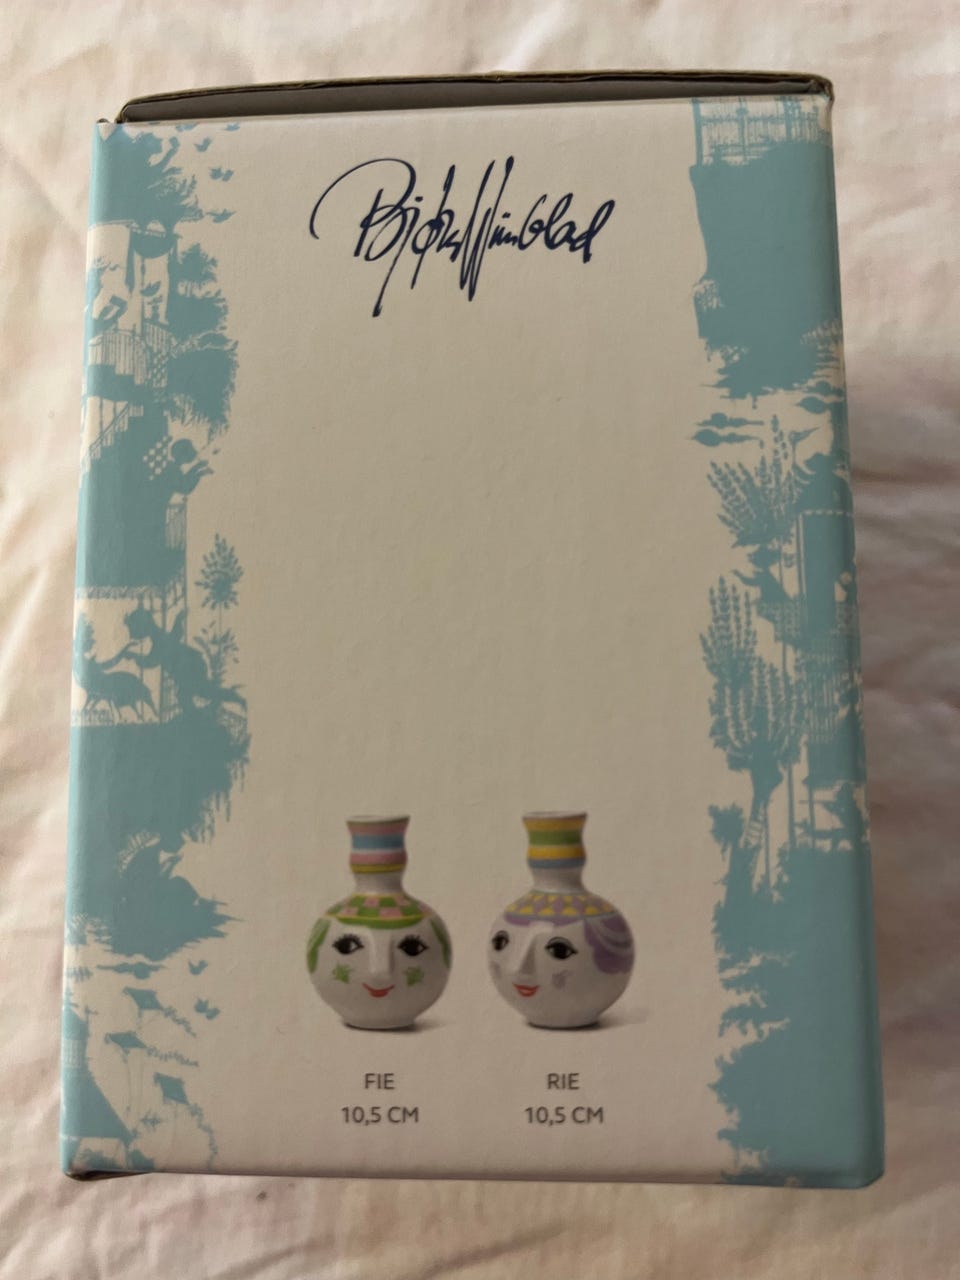 Bjørn Wiinblad
FIE
10,5 CM
RIE
10,5 CM